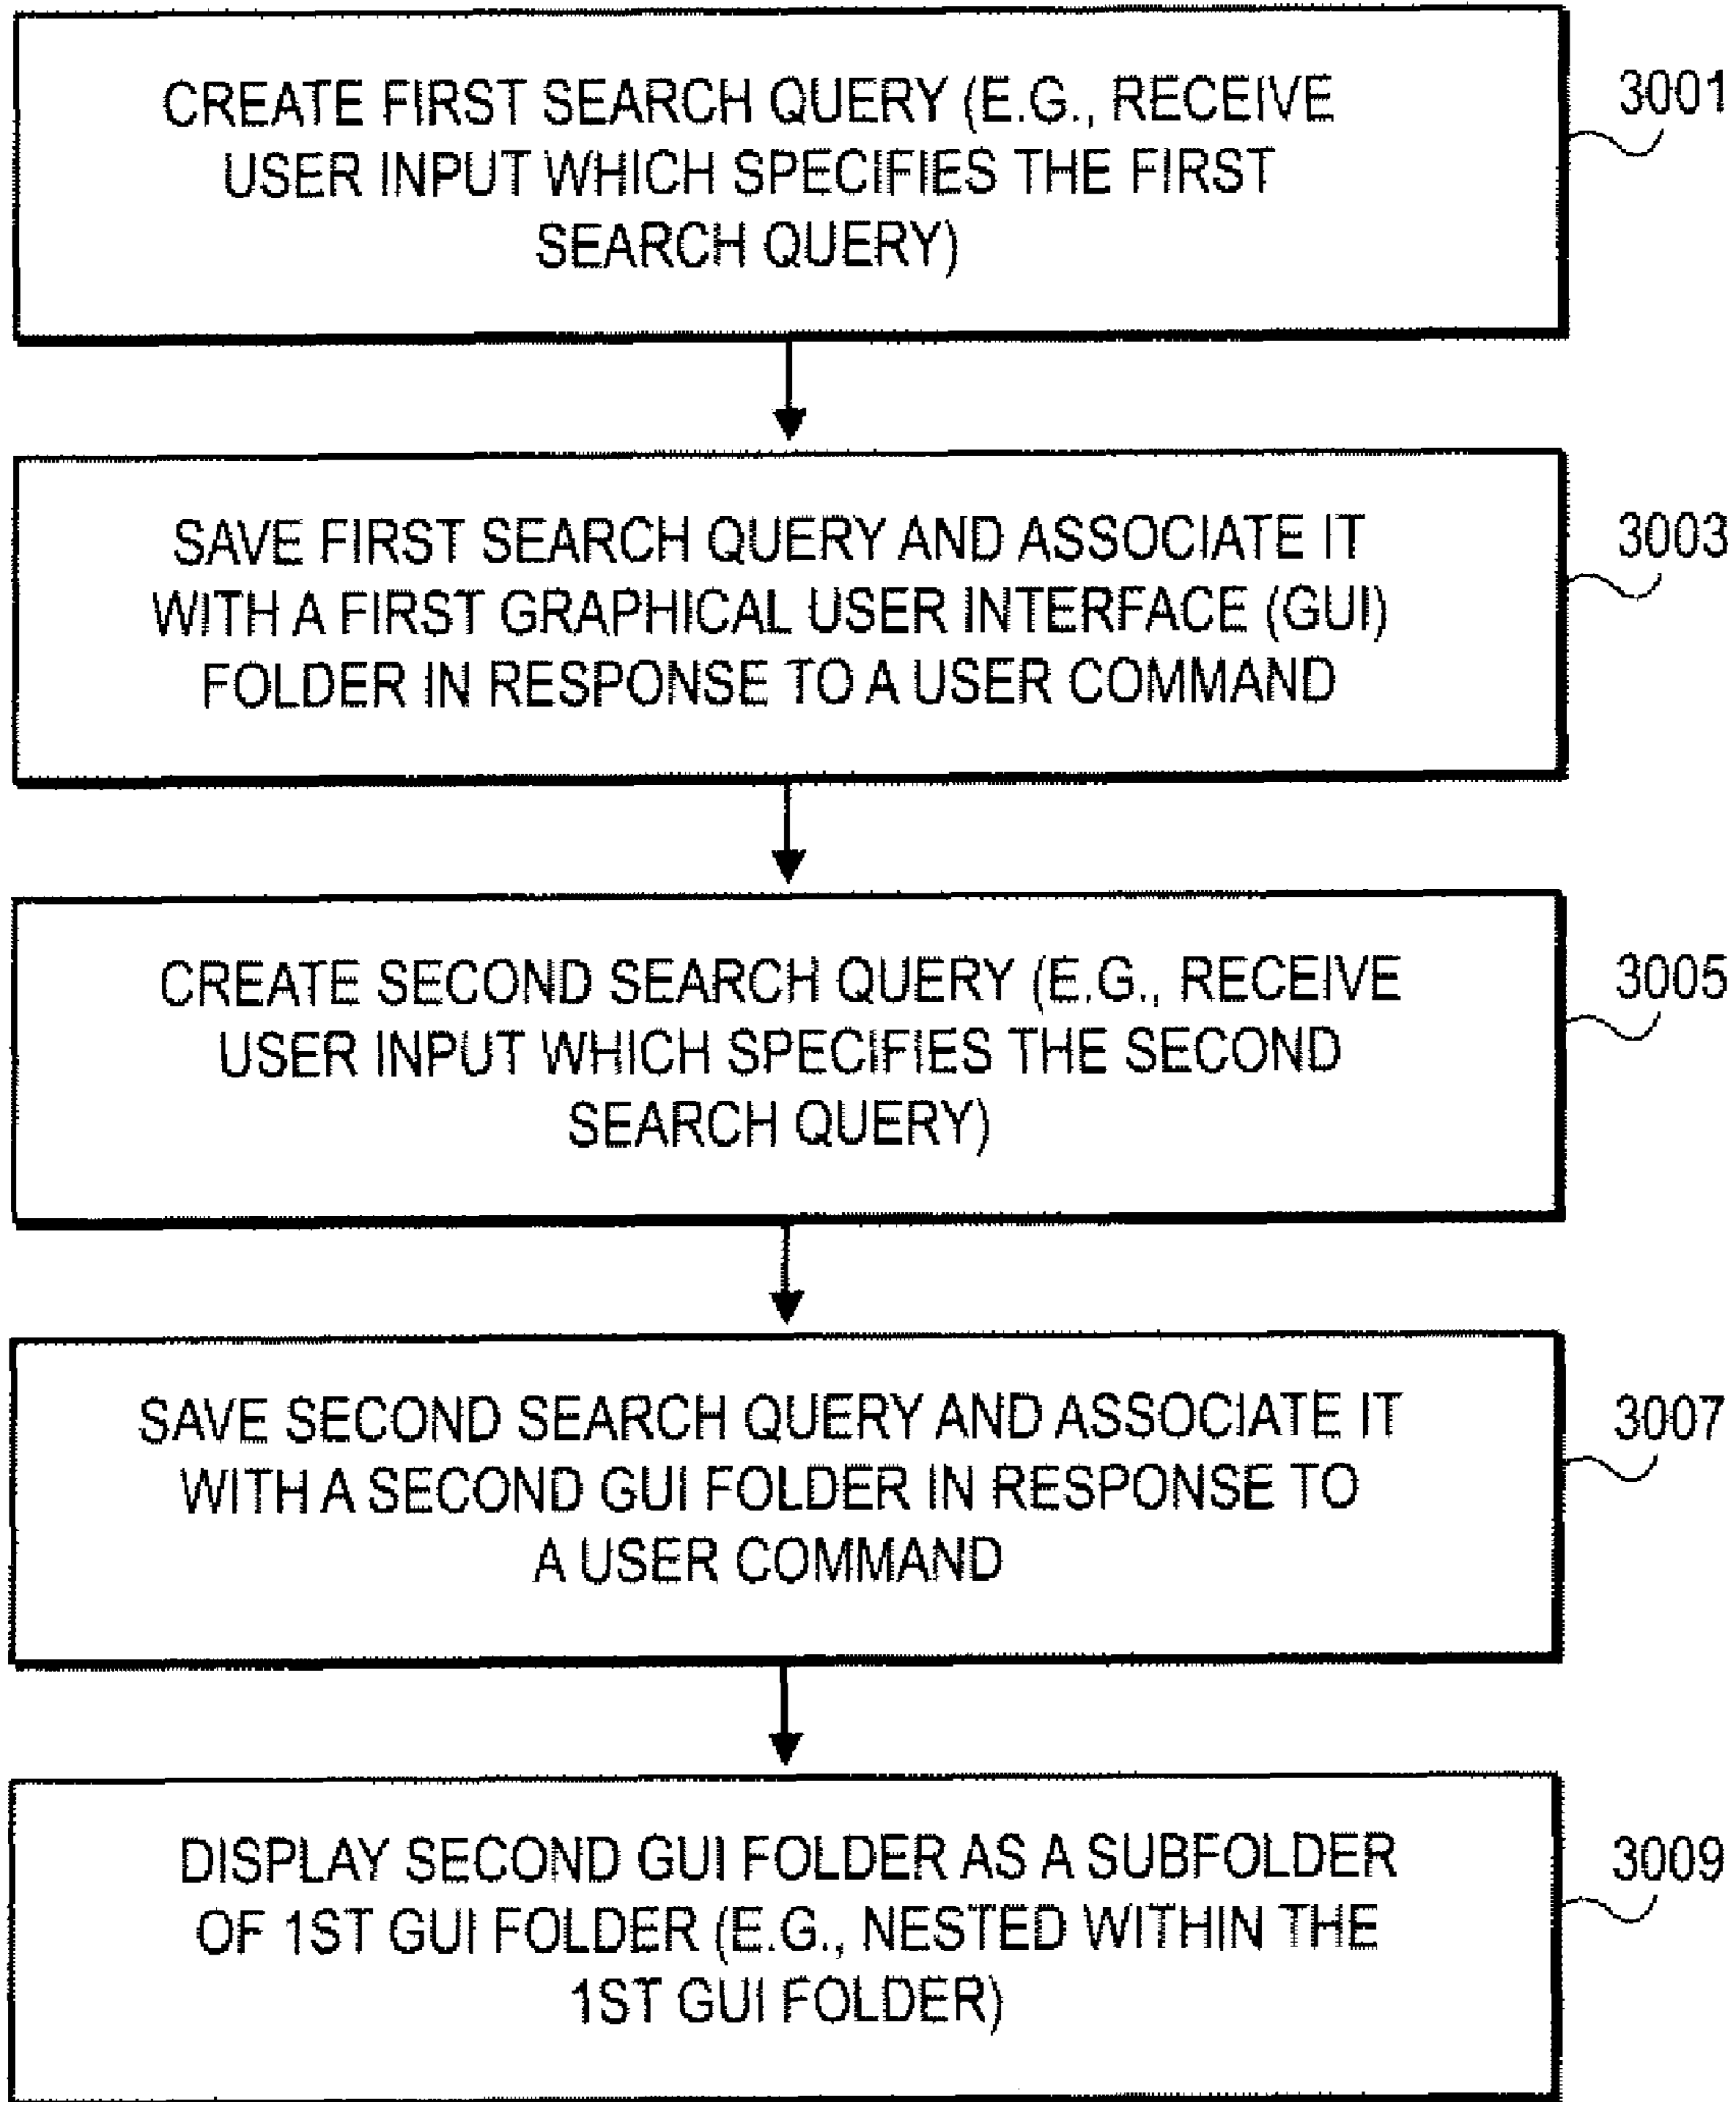 CREATE FIRST SEARCH QUERY (E.G., RECEIVE
USER INPUT WHICH SPECIFIES THE FIRST
SEARCH QUERY)
3001
SAVE FIRST SEARCH QUERY AND ASSOCIATE IT
WITH A FIRST GRAPHICAL USER INTERFACE (GUI)
FOLDER IN RESPONSE TO A USER COMMAND
3003
CREATE SECOND SEARCH QUERY (E.G., RECEIVE
USER INPUT WHICH SPECIFIES THE SECOND
SEARCH QUERY)
3005
SAVE SECOND SEARCH QUERY AND ASSOCIATE IT
WITH A SECOND GUI FOLDER IN RESPONSE TO
A USER COMMAND
3007
DISPLAY SECOND GUI FOLDER AS A SUBFOLDER
OF 1ST GUI FOLDER (E.G., NESTED WITHIN THE
1ST GUI FOLDER)
3009